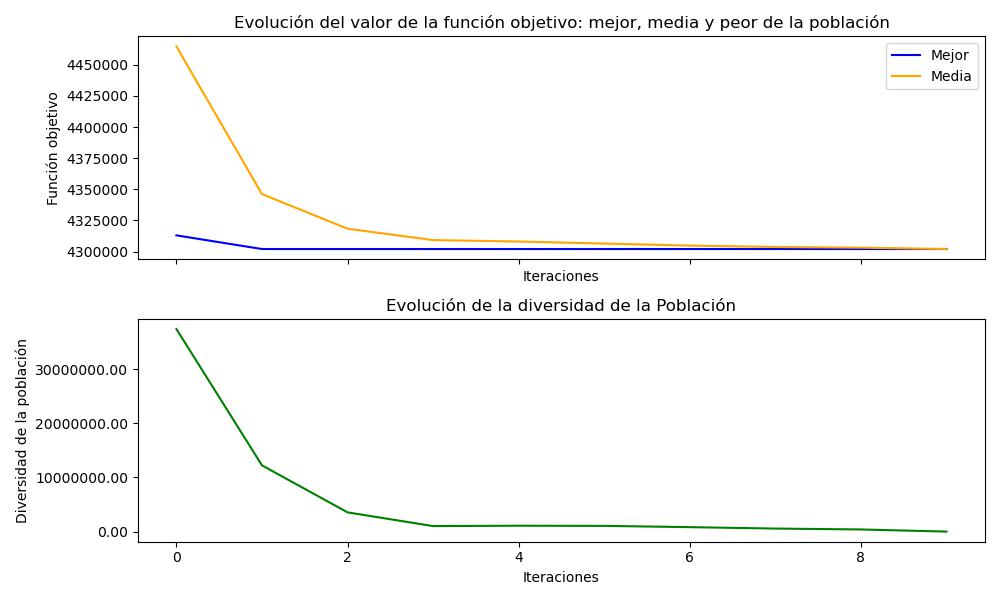 Evolución del valor de la función objetivo: mejor, media y peor de la población
Mejor
Media
4450000
4425000
4400000
4375000
4350000
4325000
4300000
Función objetivo
Iteraciones
Evolución de la diversidad de la Población
30000000.00
20000000.00
10000000.00
0.00
Diversidad de la población
0 2 4 6 8
Iteraciones